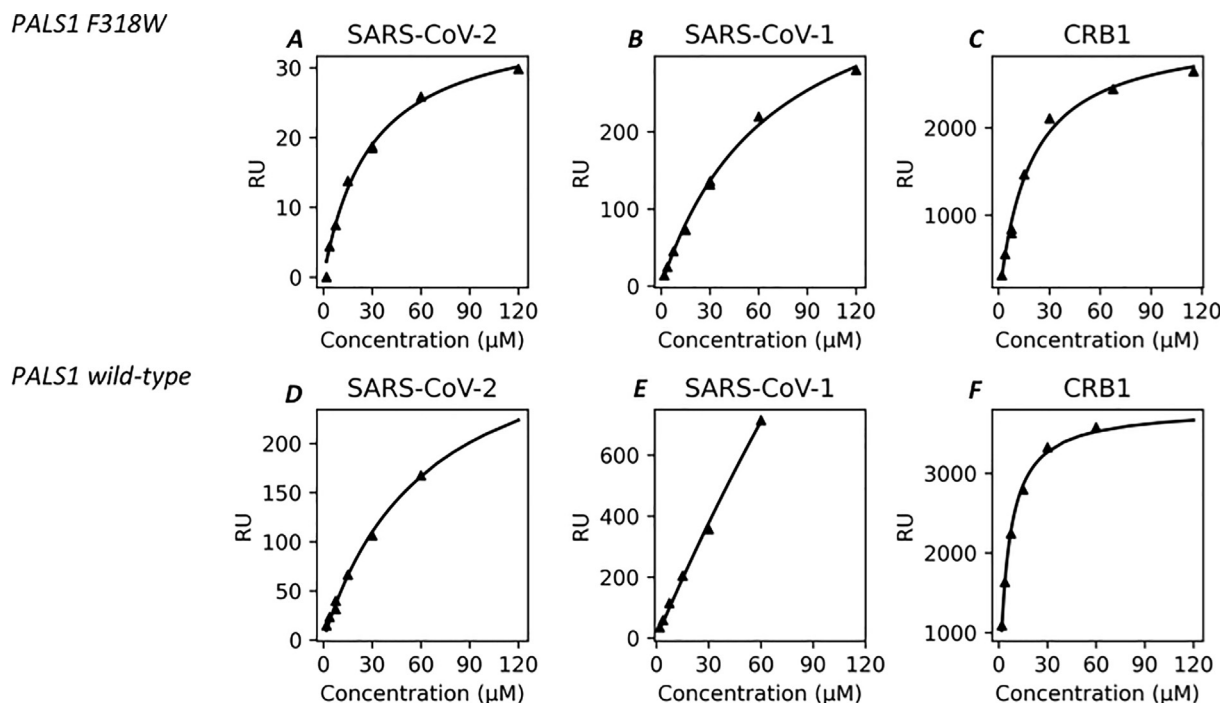 PALS1 F318W
A SARS-CoV-2
B SARS-CoV-1
C CRB1
RU
30
20
10
0
0 30 60 90 120
Concentration (µM)
RU
200
100
0
0 30 60 90 120
Concentration (µM)
RU
2000
1000
0 30 60 90 120
Concentration (µM)
PALS1 wild-type
D SARS-CoV-2
E SARS-CoV-1
F CRB1
RU
200
150
100
50
0
0 30 60 90 120
Concentration (µM)
RU
600
400
200
0
0 30 60 90 120
Concentration (µM)
RU
3000
2000
1000
0 30 60 90 120
Concentration (µM)